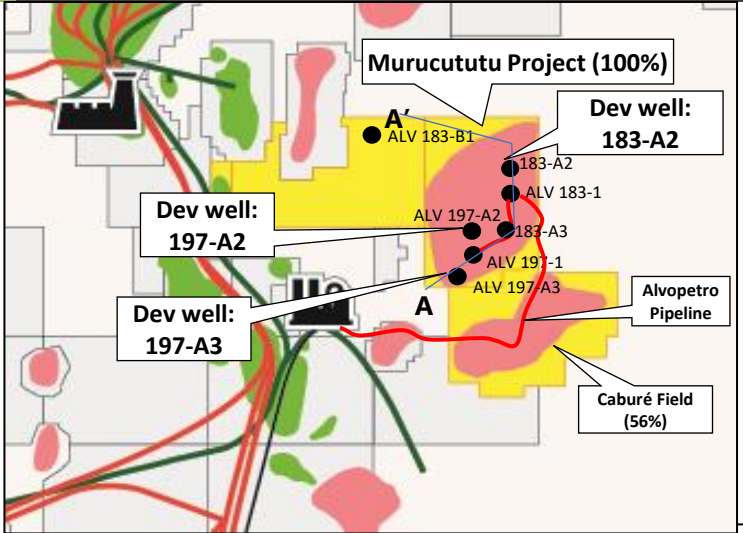 Murucututu Project (100%)
A’
ALV 183-B1
Dev well:
183-A2
183-A2
ALV 183-1
Dev well:
197-A2
ALV 197-A2
183-A3
ALV 197-1
ALV 197-A3
A
Dev well:
197-A3
Alvopetro
Pipeline
Caburé Field
(56%)